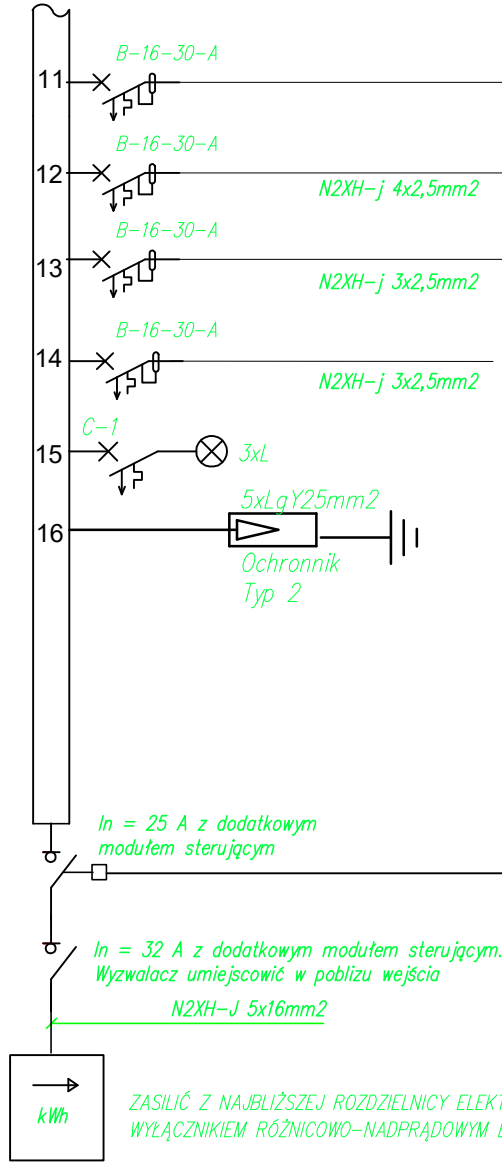 B-16-30-A
11
B-16-30-A
12
N2XH-j 4x2,5mm2
B-16-30-A
13
N2XH-j 3x2,5mm2
B-16-30-A
14
N2XH-j 3x2,5mm2
C-1
15
3xL
5xLgY25mm2
16
Ochronnik
Typ 2
In = 25 A z dodatkowym
modułem sterującym
In = 32 A z dodatkowym modułem sterującym.
Wyzwalacz umiejscowić w poblizu wejścia
N2XH-J 5x16mm2
kWh
ZASILIĆ Z NAJBLIŻSZEJ ROZDZIELNICY ELEKT
WYŁĄCZNIKIEM RÓŻNICOWO-NADPRĄDOWYM